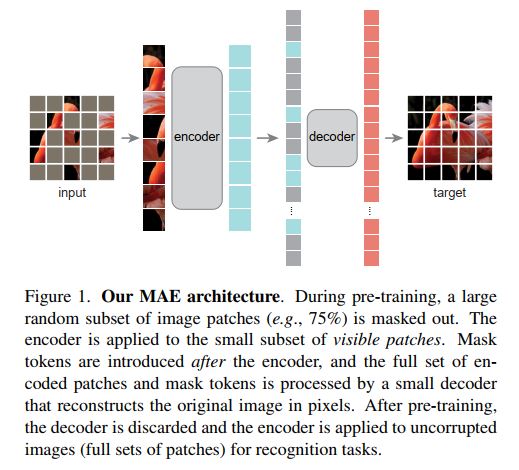 input
encoder
decoder
target
Figure 1. Our MAE architecture. During pre-training, a large
random subset of image patches (e.g., 75%) is masked out. The
encoder is applied to the small subset of visible patches. Mask
tokens are introduced after the encoder, and the full set of en-
coded patches and mask tokens is processed by a small decoder
that reconstructs the original image in pixels. After pre-training,
the decoder is discarded and the encoder is applied to uncorrupted
images (full sets of patches) for recognition tasks.